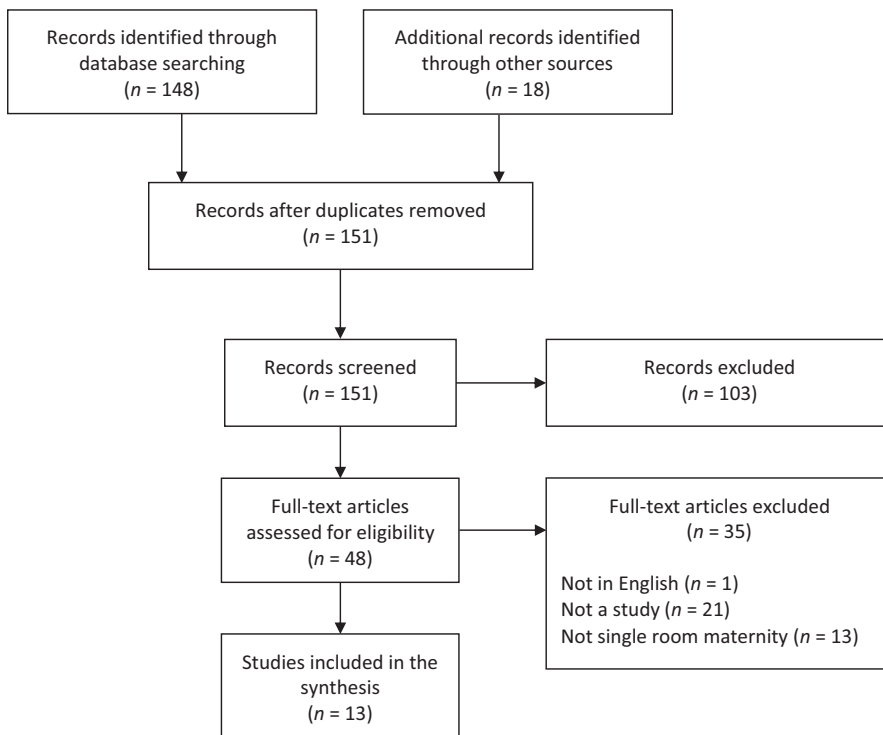 Records identified through
database searching
(n = 148)
Additional records identified
through other sources
(n = 18)
Records after duplicates removed
(n = 151)
Records screened
(n = 151)
Records excluded
(n = 103)
Full-text articles
assessed for eligibility
(n = 48)
Full-text articles excluded
(n = 35)
Not in English (n = 1)
Not a study (n = 21)
Not single room maternity (n = 13)
Studies included in the
synthesis
(n = 13)